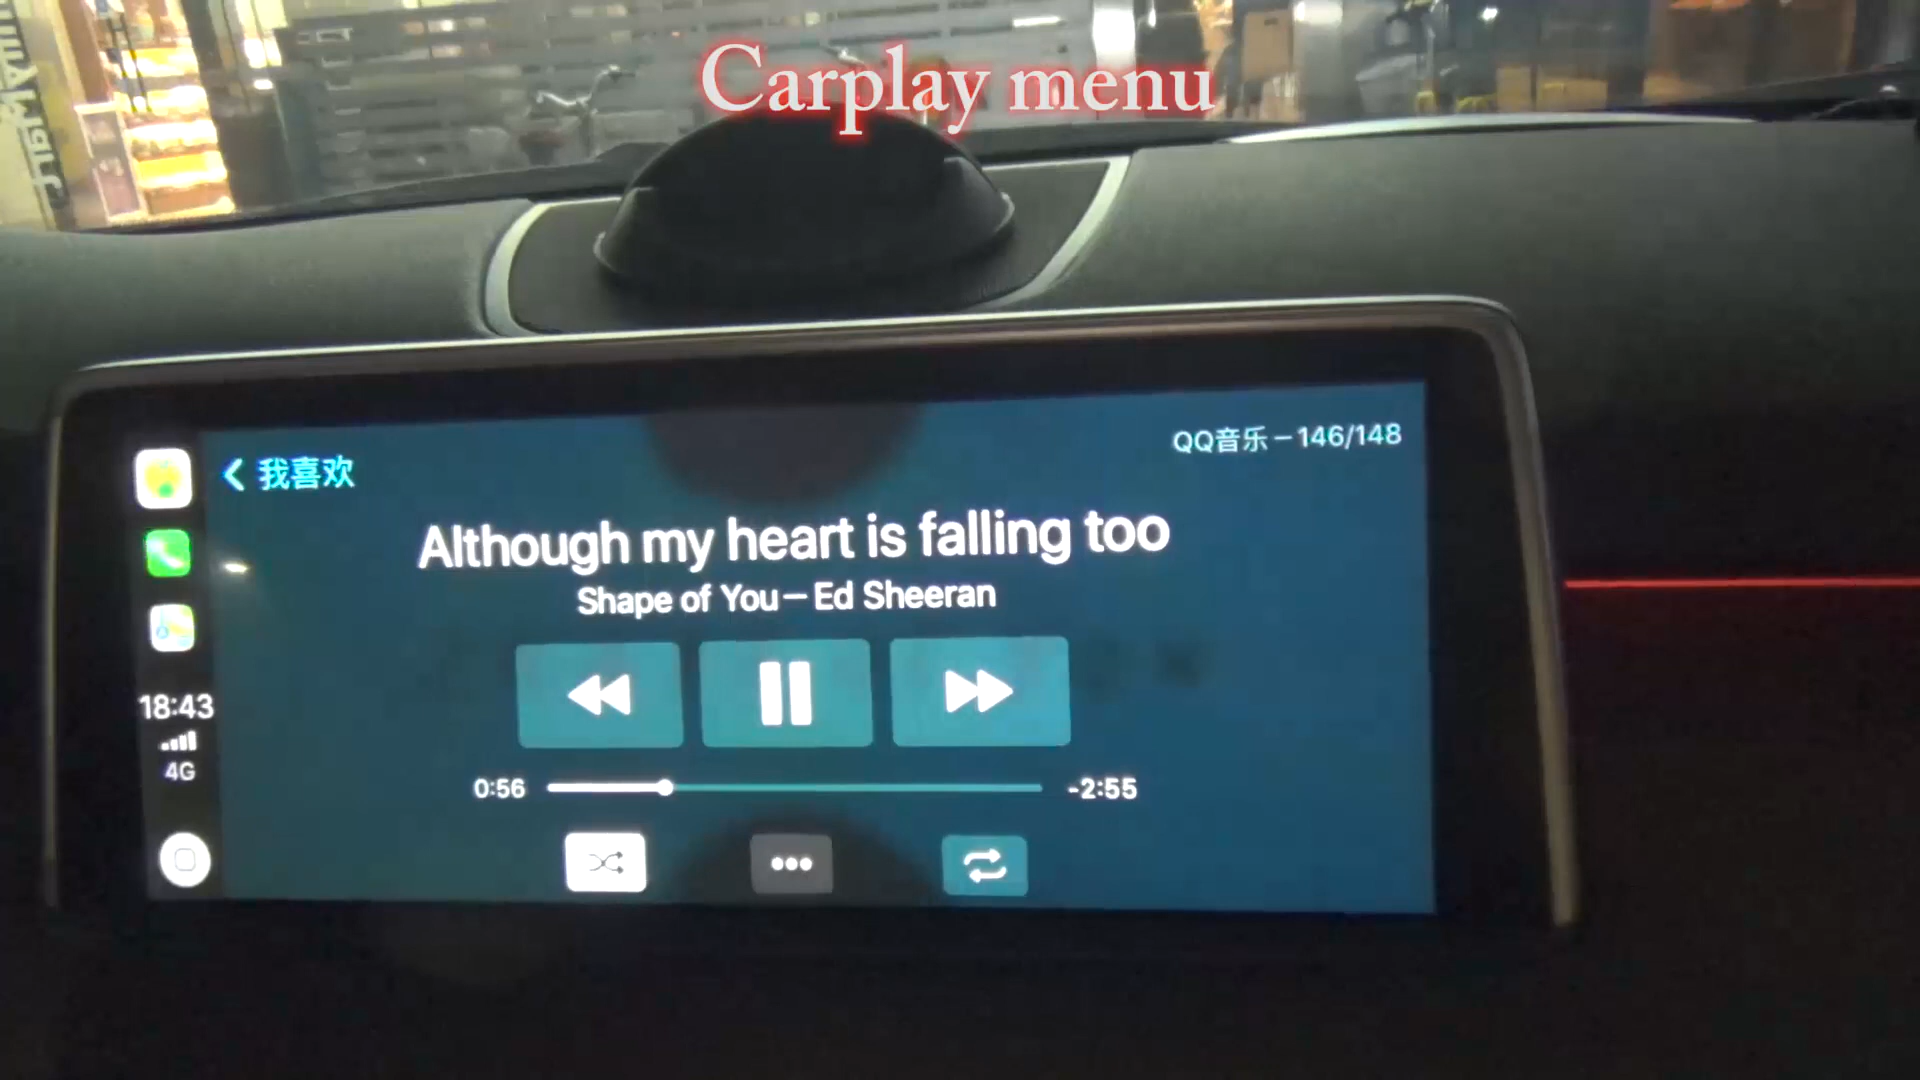 Carplay menu
我喜欢
QQ音乐－146/148
Although my heart is falling too
Shape of You－Ed Sheeran
18:43
4G
0:56
-2:55